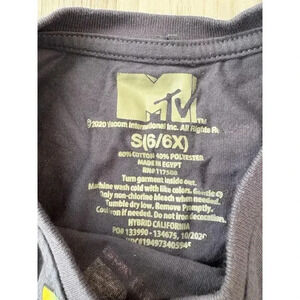 MTV
TM
© 2020 Viacom International Inc. All Rights Re
S(6/6X)
60% COTTON 40% POLYESTER
MADE IN EGYPT
RN# 117508
Turn garment inside out.
Machine wash cold with like colors. Gentle
Only non-chlorine bleach when needed.
Tumble dry low. Remove Promptly.
Cool iron if needed. Do not iron decoration.
HYBRID CALIFORNIA
PO# 133990 - 134675, 10/2020